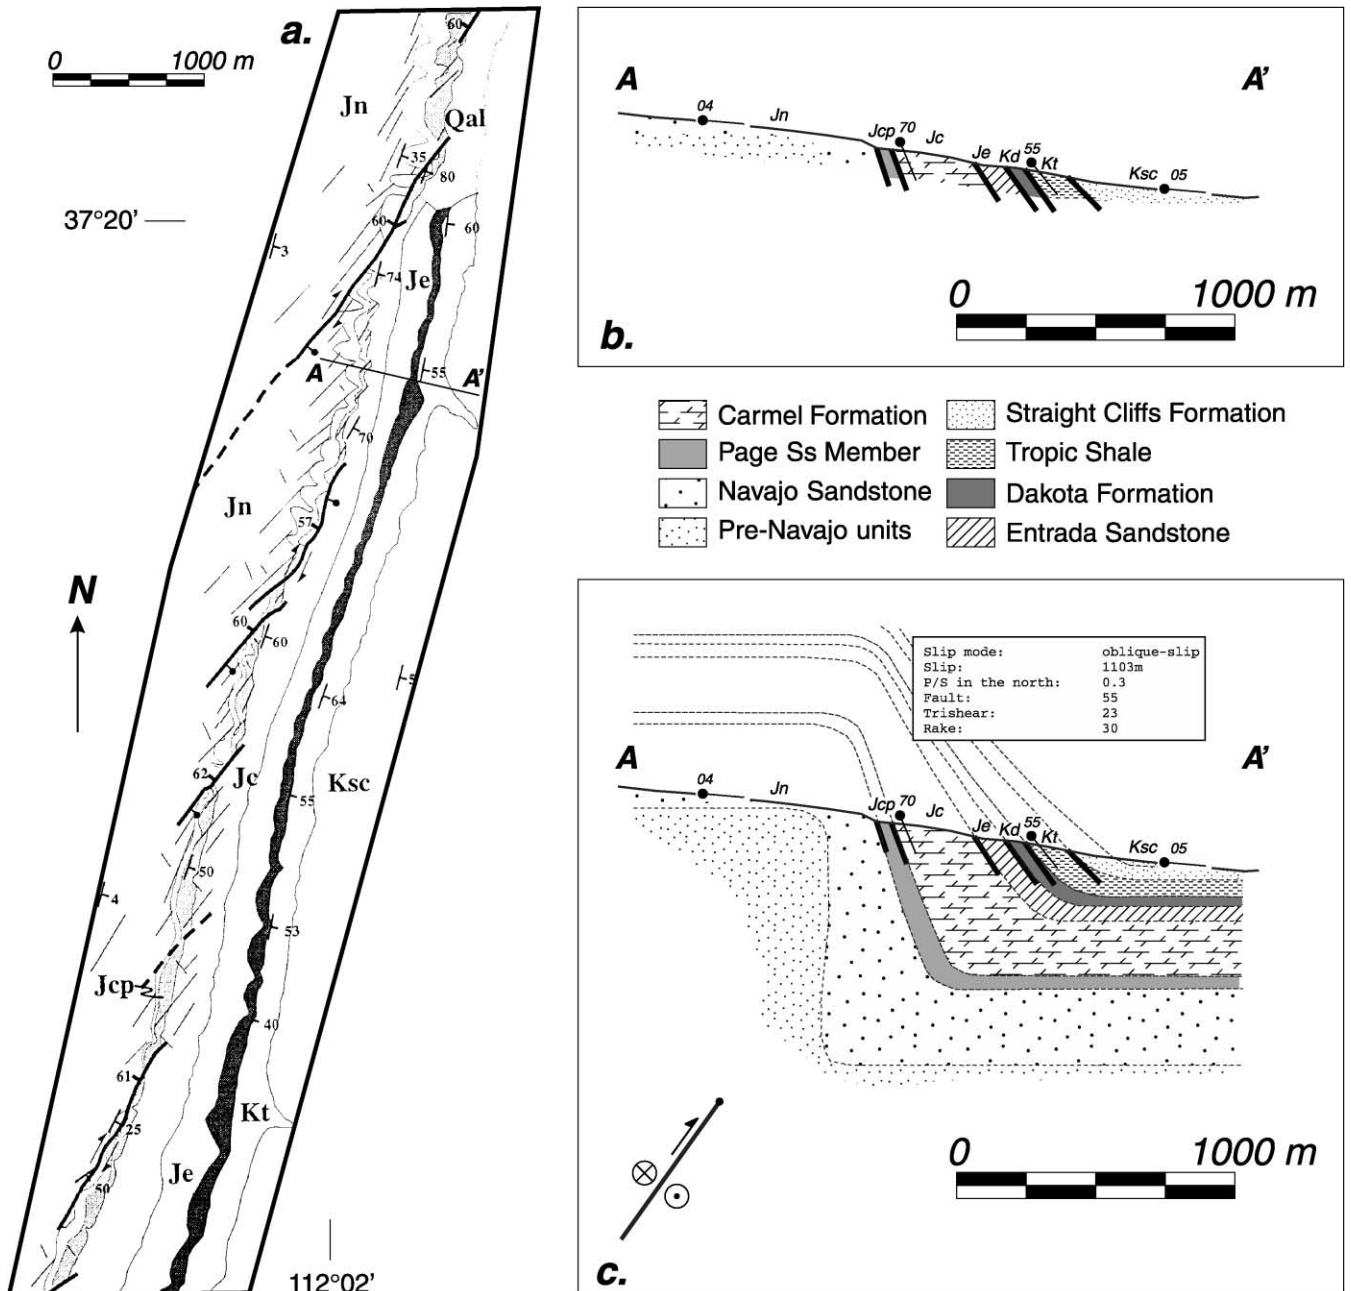 a.
0 1000 m
60
Jn
Qal
35
80
37°20'
60
60
3
74
Je
A
A'
55
70
Jn
57
N
60
60
5
64
Ksc
62
Jc
55
50
4
53
Jcp
40
61
Kt
25
Je
50
112°02'
A
A'
04
Jn
Jcp
70
Jc
Je
Kd
55
Kt
Ksc
05
0 1000 m
b.
Carmel Formation
Page Ss Member
Navajo Sandstone
Pre-Navajo units
Straight Cliffs Formation
Tropic Shale
Dakota Formation
Entrada Sandstone
Slip mode: oblique-slip
Slip: 1103m
P/S in the north: 0.3
Fault: 55
Trishear: 23
Rake: 30
A
A'
04
Jn
Jcp
70
Jc
Je
Kd
55
Kt
Ksc
05
0 1000 m
c.